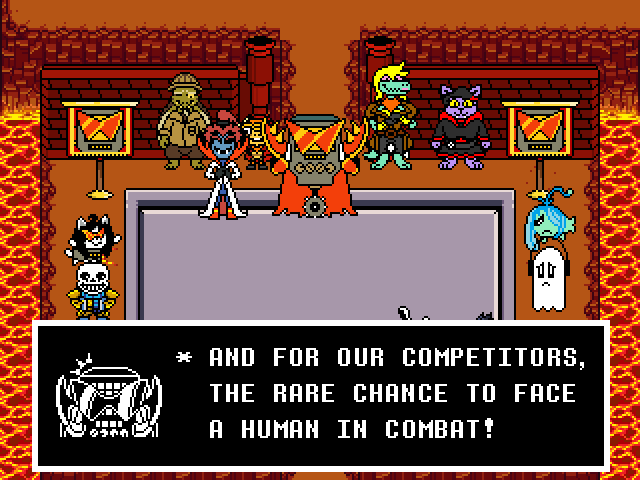 * AND FOR OUR COMPETITORS,
THE RARE CHANCE TO FACE
A HUMAN IN COMBAT!